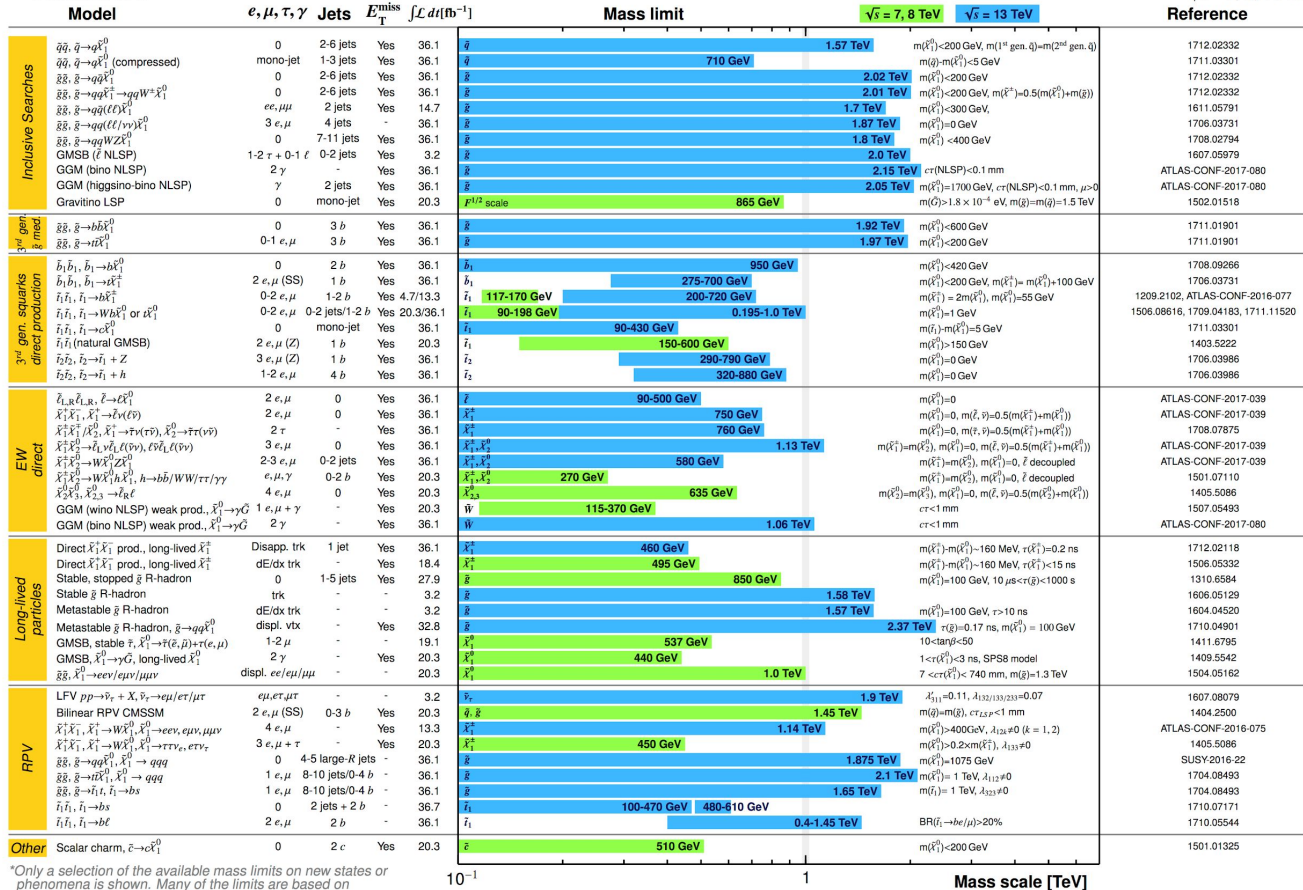 Model e, μ, τ, γ Jets E_T^miss ∫L dt[fb⁻¹] Mass limit √s = 7, 8 TeV √s = 13 TeV Reference
Inclusive Searches
q̃q̃, q̃→qχ̃₁⁰ 0 2-6 jets Yes 36.1 q̃ 1.57 TeV m(χ̃₁⁰)<200 GeV, m(1st gen. q̃)=m(2nd gen. q̃) 1712.02332
q̃q̃, q̃→qχ̃₁⁰ (compressed) mono-jet 1-3 jets Yes 36.1 q̃ 710 GeV m(q̃)-m(χ̃₁⁰)<5 GeV 1711.03301
g̃g̃, g̃→qq̄χ̃₁⁰ 0 2-6 jets Yes 36.1 g̃ 2.02 TeV m(χ̃₁⁰)<200 GeV 1712.02332
g̃g̃, g̃→qqχ̃₁±→qqW±χ̃₁⁰ 0 2-6 jets Yes 36.1 g̃ 2.01 TeV m(χ̃₁⁰)<200 GeV, m(χ̃±)=0.5(m(χ̃₁⁰)+m(g̃)) 1712.02332
g̃g̃, g̃→qq̄(ℓℓ)χ̃₁⁰ ee, μμ 2 jets Yes 14.7 g̃ 1.7 TeV m(χ̃₁⁰)<300 GeV, 1611.05791
g̃g̃, g̃→qq(ℓℓ/νν)χ̃₁⁰ 3 e, μ 4 jets - 36.1 g̃ 1.87 TeV m(χ̃₁⁰)=0 GeV 1706.03731
g̃g̃, g̃→qqWZχ̃₁⁰ 0 7-11 jets Yes 36.1 g̃ 1.8 TeV m(χ̃₁⁰) <400 GeV 1708.02794
GMSB (ℓ̃ NLSP) 1-2 τ + 0-1 ℓ 0-2 jets Yes 3.2 g̃ 2.0 TeV 1607.05979
GGM (bino NLSP) 2 γ - Yes 36.1 g̃ 2.15 TeV cτ(NLSP)<0.1 mm ATLAS-CONF-2017-080
GGM (higgsino-bino NLSP) γ 2 jets Yes 36.1 g̃ 2.05 TeV m(χ̃₁⁰)=1700 GeV, cτ(NLSP)<0.1 mm, μ>0 ATLAS-CONF-2017-080
Gravitino LSP 0 mono-jet Yes 20.3 F^1/2 scale 865 GeV m(G̃)>1.8 × 10⁻⁴ eV, m(g̃)=m(q̃)=1.5 TeV 1502.01518
3rd gen. g̃ med.
g̃g̃, g̃→bb̄χ̃₁⁰ 0 3 b Yes 36.1 g̃ 1.92 TeV m(χ̃₁⁰)<600 GeV 1711.01901
g̃g̃, g̃→tt̄χ̃₁⁰ 0-1 e, μ 3 b Yes 36.1 g̃ 1.97 TeV m(χ̃₁⁰)<200 GeV 1711.01901
3rd gen. squarks direct production
b̃₁b̃₁, b̃₁→bχ̃₁⁰ 0 2 b Yes 36.1 b̃₁ 950 GeV m(χ̃₁⁰)<420 GeV 1708.09266
b̃₁b̃₁, b̃₁→tχ̃₁± 2 e, μ (SS) 1 b Yes 36.1 b̃₁ 275-700 GeV m(χ̃₁⁰)<200 GeV, m(χ̃₁±)= m(χ̃₁⁰)+100 GeV 1706.03731
t̃₁t̃₁, t̃₁→bχ̃₁± 0-2 e, μ 1-2 b Yes 4.7/13.3 t̃₁ 117-170 GeV 200-720 GeV m(χ̃₁±) = 2m(χ̃₁⁰), m(χ̃₁⁰)=55 GeV 1209.2102, ATLAS-CONF-2016-077
t̃₁t̃₁, t̃₁→Wbχ̃₁⁰ or tχ̃₁⁰ 0-2 e, μ 0-2 jets/1-2 b Yes 20.3/36.1 t̃₁ 90-198 GeV 0.195-1.0 TeV m(χ̃₁⁰)=1 GeV 1506.08616, 1709.04183, 1711.11520
t̃₁t̃₁, t̃₁→cχ̃₁⁰ 0 mono-jet Yes 36.1 t̃₁ 90-430 GeV m(t̃₁)-m(χ̃₁⁰)=5 GeV 1711.03301
t̃₁t̃₁(natural GMSB) 2 e, μ (Z) 1 b Yes 20.3 t̃₁ 150-600 GeV m(χ̃₁⁰)>150 GeV 1403.5222
t̃₂t̃₂, t̃₂→t̃₁ + Z 3 e, μ (Z) 1 b Yes 36.1 t̃₂ 290-790 GeV m(χ̃₁⁰)=0 GeV 1706.03986
t̃₂t̃₂, t̃₂→t̃₁ + h 1-2 e, μ 4 b Yes 36.1 t̃₂ 320-880 GeV m(χ̃₁⁰)=0 GeV 1706.03986
EW direct
ℓ̃_L,Rℓ̃_L,R, ℓ̃→ℓχ̃₁⁰ 2 e, μ 0 Yes 36.1 ℓ̃ 90-500 GeV m(χ̃₁⁰)=0 ATLAS-CONF-2017-039
χ̃₁⁺χ̃₁⁻, χ̃₁⁺→ℓ̃ν(ℓν̃) 2 e, μ 0 Yes 36.1 χ̃₁± 750 GeV m(χ̃₁⁰)=0, m(ℓ̃, ν̃)=0.5(m(χ̃₁±)+m(χ̃₁⁰)) ATLAS-CONF-2017-039
χ̃₁±χ̃₁∓/χ̃₂⁰, χ̃₁⁺→τ̃ν(τν̃), χ̃₂⁰→τ̃τ(νν̃) 2 τ - Yes 36.1 χ̃₁± 760 GeV m(χ̃₁⁰)=0, m(τ̃, ν̃)=0.5(m(χ̃₁±)+m(χ̃₁⁰)) 1708.07875
χ̃₁±χ̃₂⁰→ℓ̃_Lνℓ̃_Lℓ(ν̃ν), ℓν̃ℓ̃_Lℓ(ν̃ν) 3 e, μ 0 Yes 36.1 χ̃₁±, χ̃₂⁰ 1.13 TeV m(χ̃₁±)=m(χ̃₂⁰), m(χ̃₁⁰)=0, m(ℓ̃, ν̃)=0.5(m(χ̃₁±)+m(χ̃₁⁰)) ATLAS-CONF-2017-039
χ̃₁±χ̃₂⁰→Wχ̃₁⁰Zχ̃₁⁰ 2-3 e, μ 0-2 jets Yes 36.1 χ̃₁±, χ̃₂⁰ 580 GeV m(χ̃₁±)=m(χ̃₂⁰), m(χ̃₁⁰)=0, ℓ̃ decoupled ATLAS-CONF-2017-039
χ̃₁±χ̃₂⁰→Wχ̃₁⁰hχ̃₁⁰, h→bb̄/WW/ττ/γγ e, μ, γ 0-2 b Yes 20.3 χ̃₁±, χ̃₂⁰ 270 GeV m(χ̃₁±)=m(χ̃₂⁰), m(χ̃₁⁰)=0, ℓ̃ decoupled 1501.07110
χ̃₂⁰χ̃₃⁰, χ̃₂,₃⁰→ℓ̃_Rℓ 4 e, μ 0 Yes 20.3 χ̃₂,₃⁰ 635 GeV m(χ̃₂⁰)=m(χ̃₃⁰), m(χ̃₁⁰)=0, m(ℓ̃, ν̃)=0.5(m(χ̃₂⁰)+m(χ̃₁⁰)) 1405.5086
GGM (wino NLSP) weak prod., χ̃₁⁰→γG̃ 1 e, μ + γ - Yes 20.3 W̃ 115-370 GeV cτ<1 mm 1507.05493
GGM (bino NLSP) weak prod., χ̃₁⁰→γG̃ 2 γ - Yes 36.1 W̃ 1.06 TeV cτ<1 mm ATLAS-CONF-2017-080
Long-lived particles
Direct χ̃₁⁺χ̃₁⁻ prod., long-lived χ̃₁± Disapp. trk 1 jet Yes 36.1 χ̃₁± 460 GeV m(χ̃₁±)-m(χ̃₁⁰)~160 MeV, τ(χ̃₁±)=0.2 ns 1712.02118
Direct χ̃₁⁺χ̃₁⁻ prod., long-lived χ̃₁± dE/dx trk - Yes 18.4 χ̃₁± 495 GeV m(χ̃₁±)-m(χ̃₁⁰)~160 MeV, τ(χ̃₁±)<15 ns 1506.05332
Stable, stopped g̃ R-hadron 0 1-5 jets Yes 27.9 g̃ 850 GeV m(χ̃₁⁰)=100 GeV, 10 μs<τ(g̃)<1000 s 1310.6584
Stable g̃ R-hadron trk - - 3.2 g̃ 1.58 TeV 1606.05129
Metastable g̃ R-hadron dE/dx trk - - 3.2 g̃ 1.57 TeV m(χ̃₁⁰)=100 GeV, τ>10 ns 1604.04520
Metastable g̃ R-hadron, g̃→qqχ̃₁⁰ displ. vtx - Yes 32.8 g̃ 2.37 TeV τ(g̃)=0.17 ns, m(χ̃₁⁰) = 100 GeV 1710.04901
GMSB, stable τ̃, χ̃₁⁰→τ̃(ẽ, μ̃)+τ(e, μ) 1-2 μ - - 19.1 χ̃₁⁰ 537 GeV 10<tanβ<50 1411.6795
GMSB, χ̃₁⁰→γG̃, long-lived χ̃₁⁰ 2 γ - Yes 20.3 χ̃₁⁰ 440 GeV 1<τ(χ̃₁⁰)<3 ns, SPS8 model 1409.5542
g̃g̃, χ̃₁⁰→eeν/eμν/μμν displ. ee/eμ/μμ - - 20.3 χ̃₁⁰ 1.0 TeV 7 <cτ(χ̃₁⁰)< 740 mm, m(g̃)=1.3 TeV 1504.05162
RPV
LFV pp→ν̃τ + X, ν̃τ→eμ/eτ/μτ eμ,eτ,μτ - - 3.2 ν̃τ 1.9 TeV λ′₃₁₁=0.11, λ₁₃₂/₁₃₃/₂₃₃=0.07 1607.08079
Bilinear RPV CMSSM 2 e, μ (SS) 0-3 b Yes 20.3 q̃, g̃ 1.45 TeV m(q̃)=m(g̃), cτ_LSP<1 mm 1404.2500
χ̃₁⁺χ̃₁⁻, χ̃₁⁺→Wχ̃₁⁰, χ̃₁⁰→eeν, eμν, μμν 4 e, μ - Yes 13.3 χ̃₁± 1.14 TeV m(χ̃₁⁰)>400GeV, λ₁₂ₖ≠0 (k = 1, 2) ATLAS-CONF-2016-075
χ̃₁⁺χ̃₁⁻, χ̃₁⁺→Wχ̃₁⁰, χ̃₁⁰→ττνₑ, eτντ 3 e, μ + τ - Yes 20.3 χ̃₁± 450 GeV m(χ̃₁⁰)>0.2×m(χ̃₁±), λ₁₃₃≠0 1405.5086
g̃g̃, g̃→qqχ̃₁⁰, χ̃₁⁰ → qqq 0 4-5 large-R jets - 36.1 g̃ 1.875 TeV m(χ̃₁⁰)=1075 GeV SUSY-2016-22
g̃g̃, g̃→tt̄χ̃₁⁰, χ̃₁⁰ → qqq 1 e, μ 8-10 jets/0-4 b - 36.1 g̃ 2.1 TeV m(χ̃₁⁰)= 1 TeV, λ₁₁₂≠0 1704.08493
g̃g̃, g̃→t̃₁t, t̃₁→bs 1 e, μ 8-10 jets/0-4 b - 36.1 g̃ 1.65 TeV m(t̃₁)= 1 TeV, λ₃₂₃≠0 1704.08493
t̃₁t̃₁, t̃₁→bs 0 2 jets + 2 b - 36.7 t̃₁ 100-470 GeV 480-610 GeV 1710.07171
t̃₁t̃₁, t̃₁→bℓ 2 e, μ 2 b - 36.1 t̃₁ 0.4-1.45 TeV BR(t̃₁→be/μ)>20% 1710.05544
Other Scalar charm, c̃→cχ̃₁⁰ 0 2 c Yes 20.3 c̃ 510 GeV m(χ̃₁⁰)<200 GeV 1501.01325
*Only a selection of the available mass limits on new states or
phenomena is shown. Many of the limits are based on
10⁻¹ 1 Mass scale [TeV]